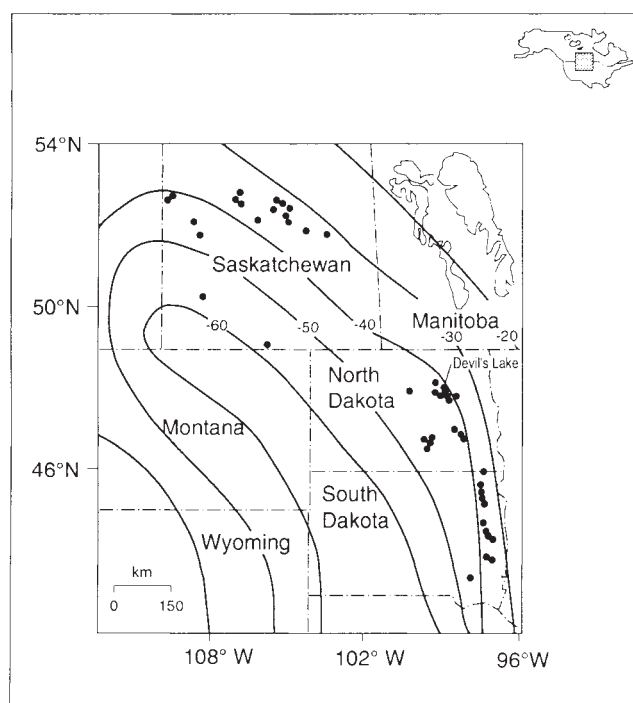 54°N
Saskatchewan
50°N
-60
-50
-40
Manitoba
-30
-20
Devil's Lake
North
Dakota
Montana
46°N
South
Dakota
Wyoming
km
0
150
108° W
102° W
96°W